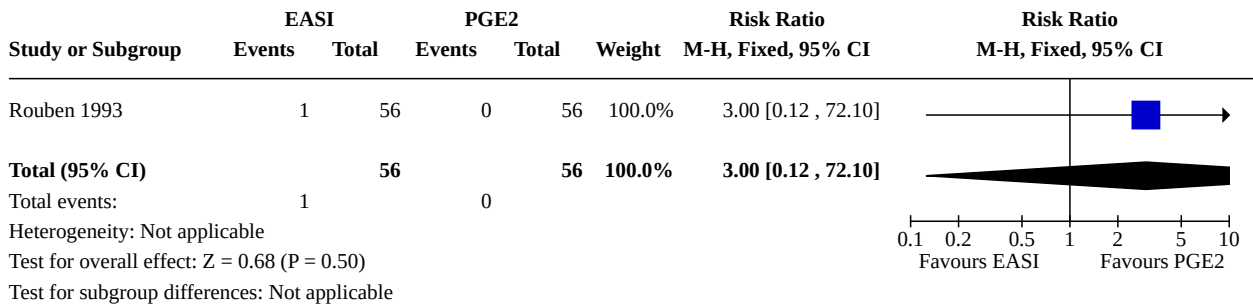 EASI PGE2 Risk Ratio Risk Ratio
Study or Subgroup Events Total Events Total Weight M-H, Fixed, 95% CI M-H, Fixed, 95% CI
Rouben 1993 1 56 0 56 100.0% 3.00 [0.12 , 72.10]
Total (95% CI) 56 56 100.0% 3.00 [0.12 , 72.10]
Total events: 1 0
Heterogeneity: Not applicable
0.1 0.2 0.5 1 2 5 10
Test for overall effect: Z = 0.68 (P = 0.50) Favours EASI Favours PGE2
Test for subgroup differences: Not applicable